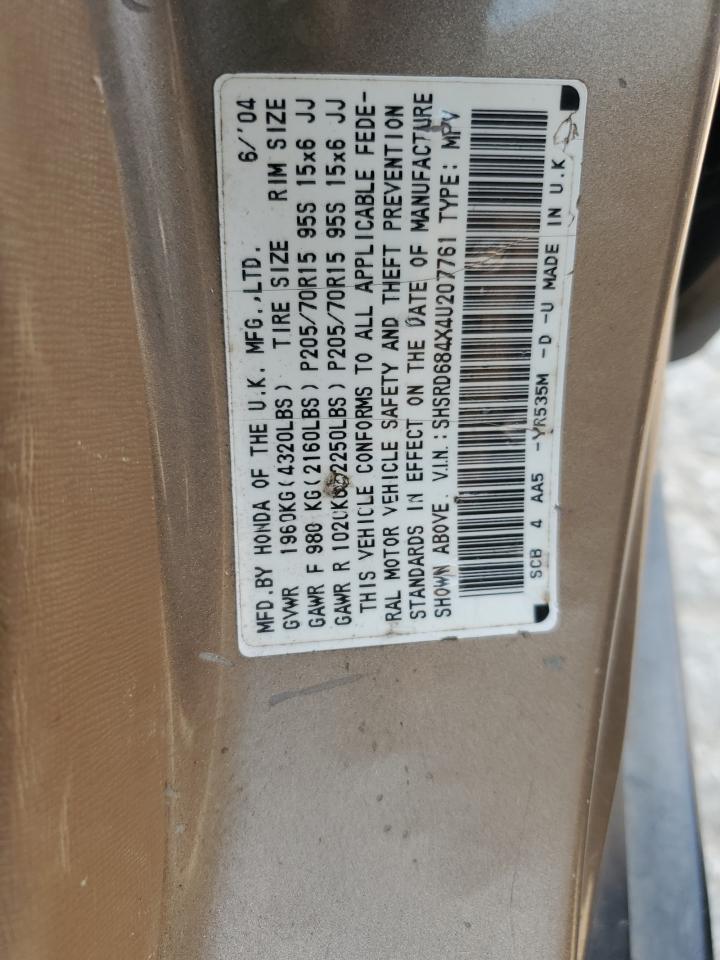 MFD.BY HONDA OF THE U.K. MFG.,LTD. 6/'04
GVWR 1960KG(4320LBS) TIRE SIZE RIM SIZE
GAWR F 980 KG(2160LBS) P205/70R15 95S 15x6 JJ
GAWR R 1020KG(2250LBS) P205/70R15 95S 15x6 JJ
THIS VEHICLE CONFORMS TO ALL APPLICABLE FEDE-
RAL MOTOR VEHICLE SAFETY AND THEFT PREVENTION
STANDARDS IN EFFECT ON THE DATE OF MANUFACTURE
SHOWN ABOVE. V.I.N.:SHSRD684X4U207761 TYPE: MPV
SCB 4 AA5 -YR535M -D -U MADE IN U.K